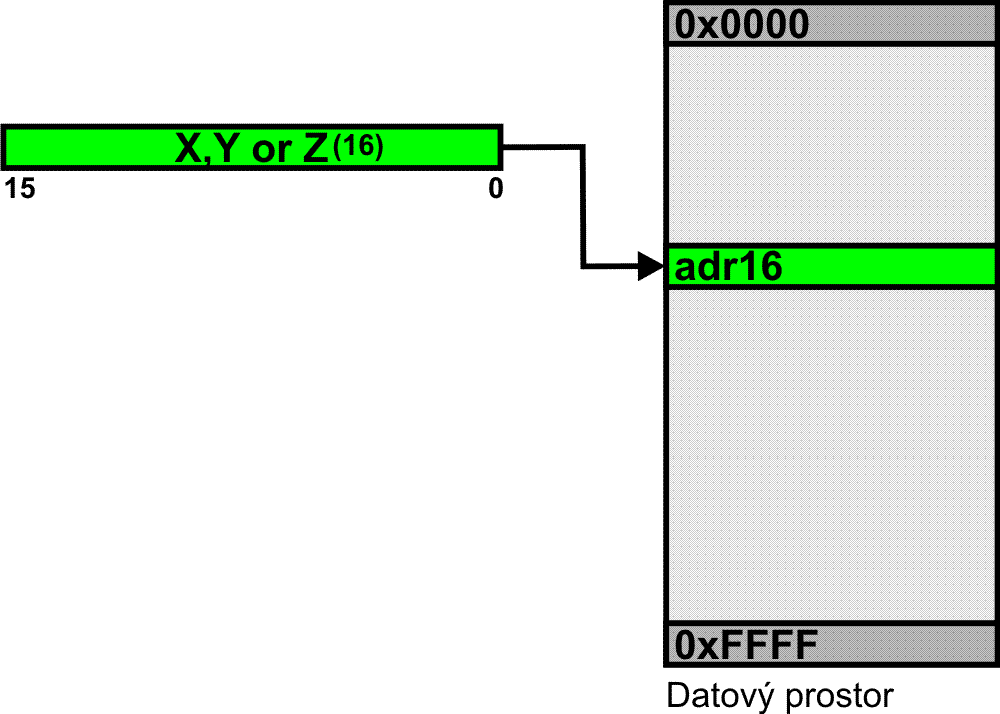 0x0000
X,Y or Z(16)
15 0
adr16
0xFFFF
Datový prostor